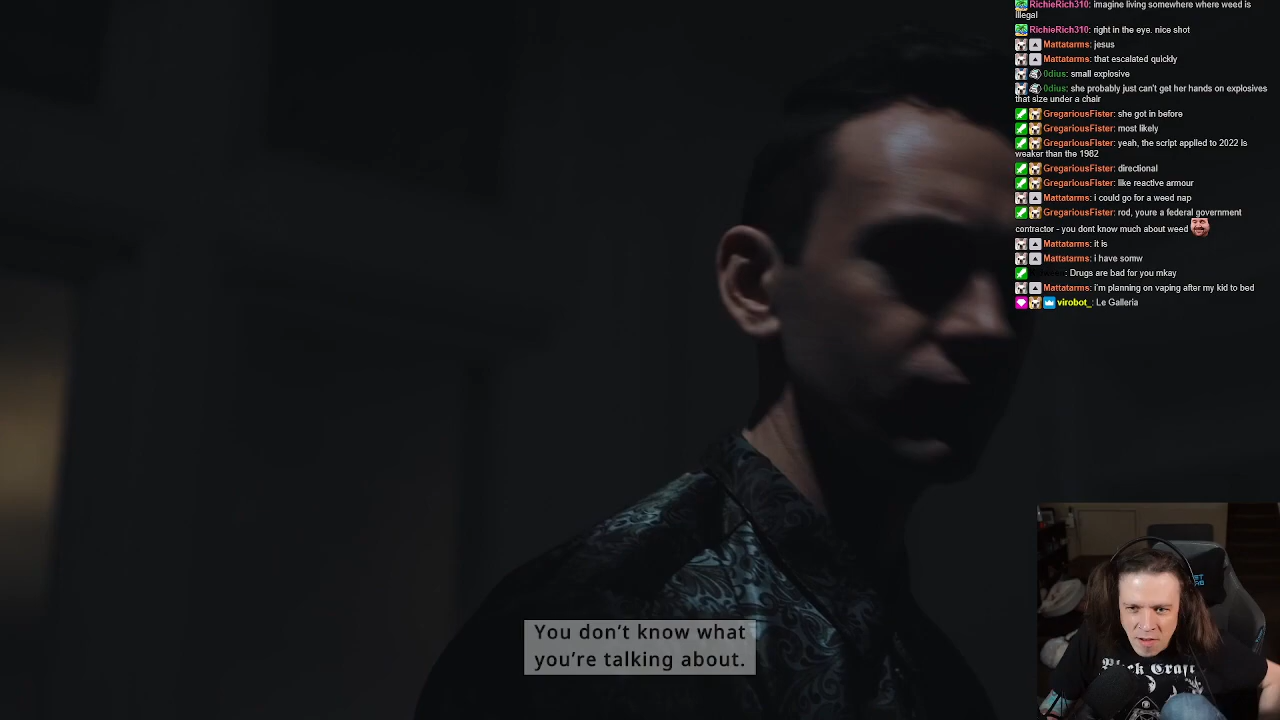 RichieRich310: imagine living somewhere where weed is
illegal
RichieRich310: right in the eye. nice shot
Mattatarms: jesus
Mattatarms: that escalated quickly
0dius: small explosive
0dius: she probably just can't get her hands on explosives
that size under a chair
GregariousFister: she got in before
GregariousFister: most likely
GregariousFister: yeah, the script applied to 2022 is
weaker than the 1982
GregariousFister: directional
GregariousFister: like reactive armour
Mattatarms: i could go for a weed nap
GregariousFister: rod, youre a federal government
contractor - you dont know much about weed
Mattatarms: it is
Mattatarms: i have somw
: Drugs are bad for you mkay
Mattatarms: i'm planning on vaping after my kid to bed
virobot_: Le Galleria
You don't know what
you're talking about.
Black Craft